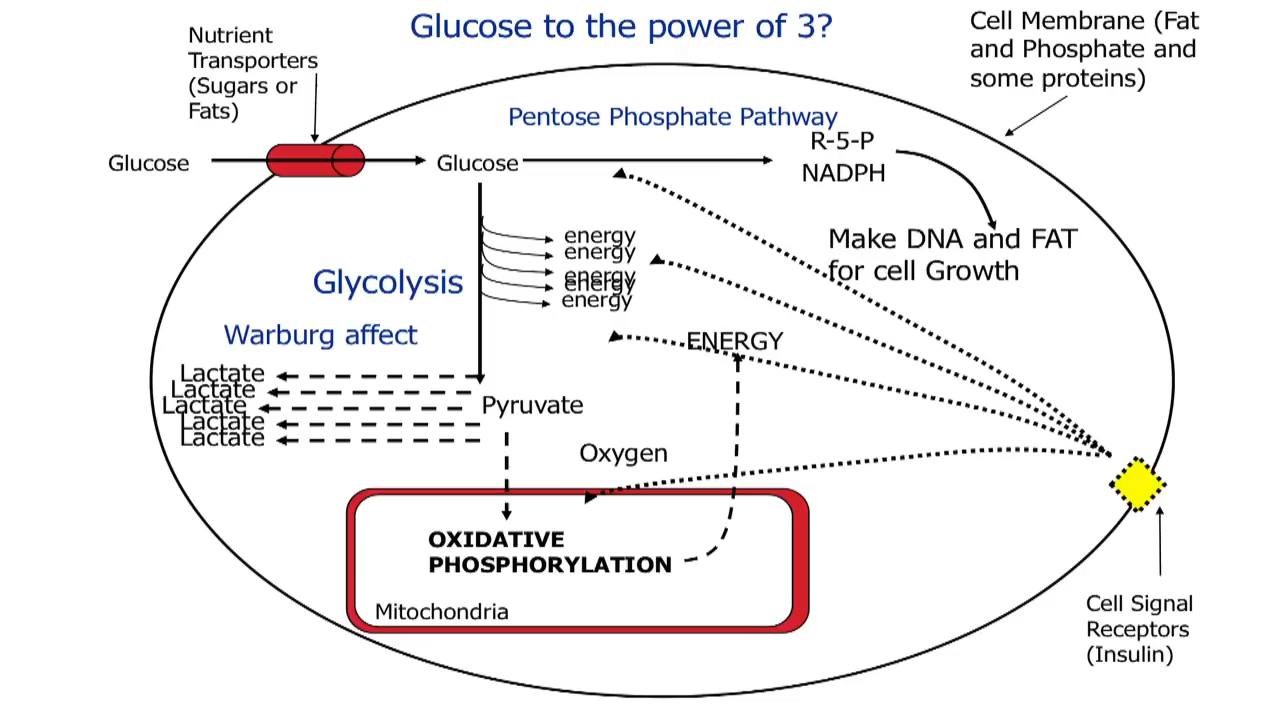 Glucose to the power of 3?
Nutrient
Transporters
(Sugars or
Fats)
Cell Membrane (Fat
and Phosphate and
some proteins)
Pentose Phosphate Pathway
Glucose
Glucose
R-5-P
NADPH
Make DNA and FAT
for cell Growth
energy
energy
energy
energy
energy
Glycolysis
Warburg affect
ENERGY
Lactate
Lactate
Lactate
Lactate
Lactate
Pyruvate
Oxygen
OXIDATIVE
PHOSPHORYLATION
Mitochondria
Cell Signal
Receptors
(Insulin)